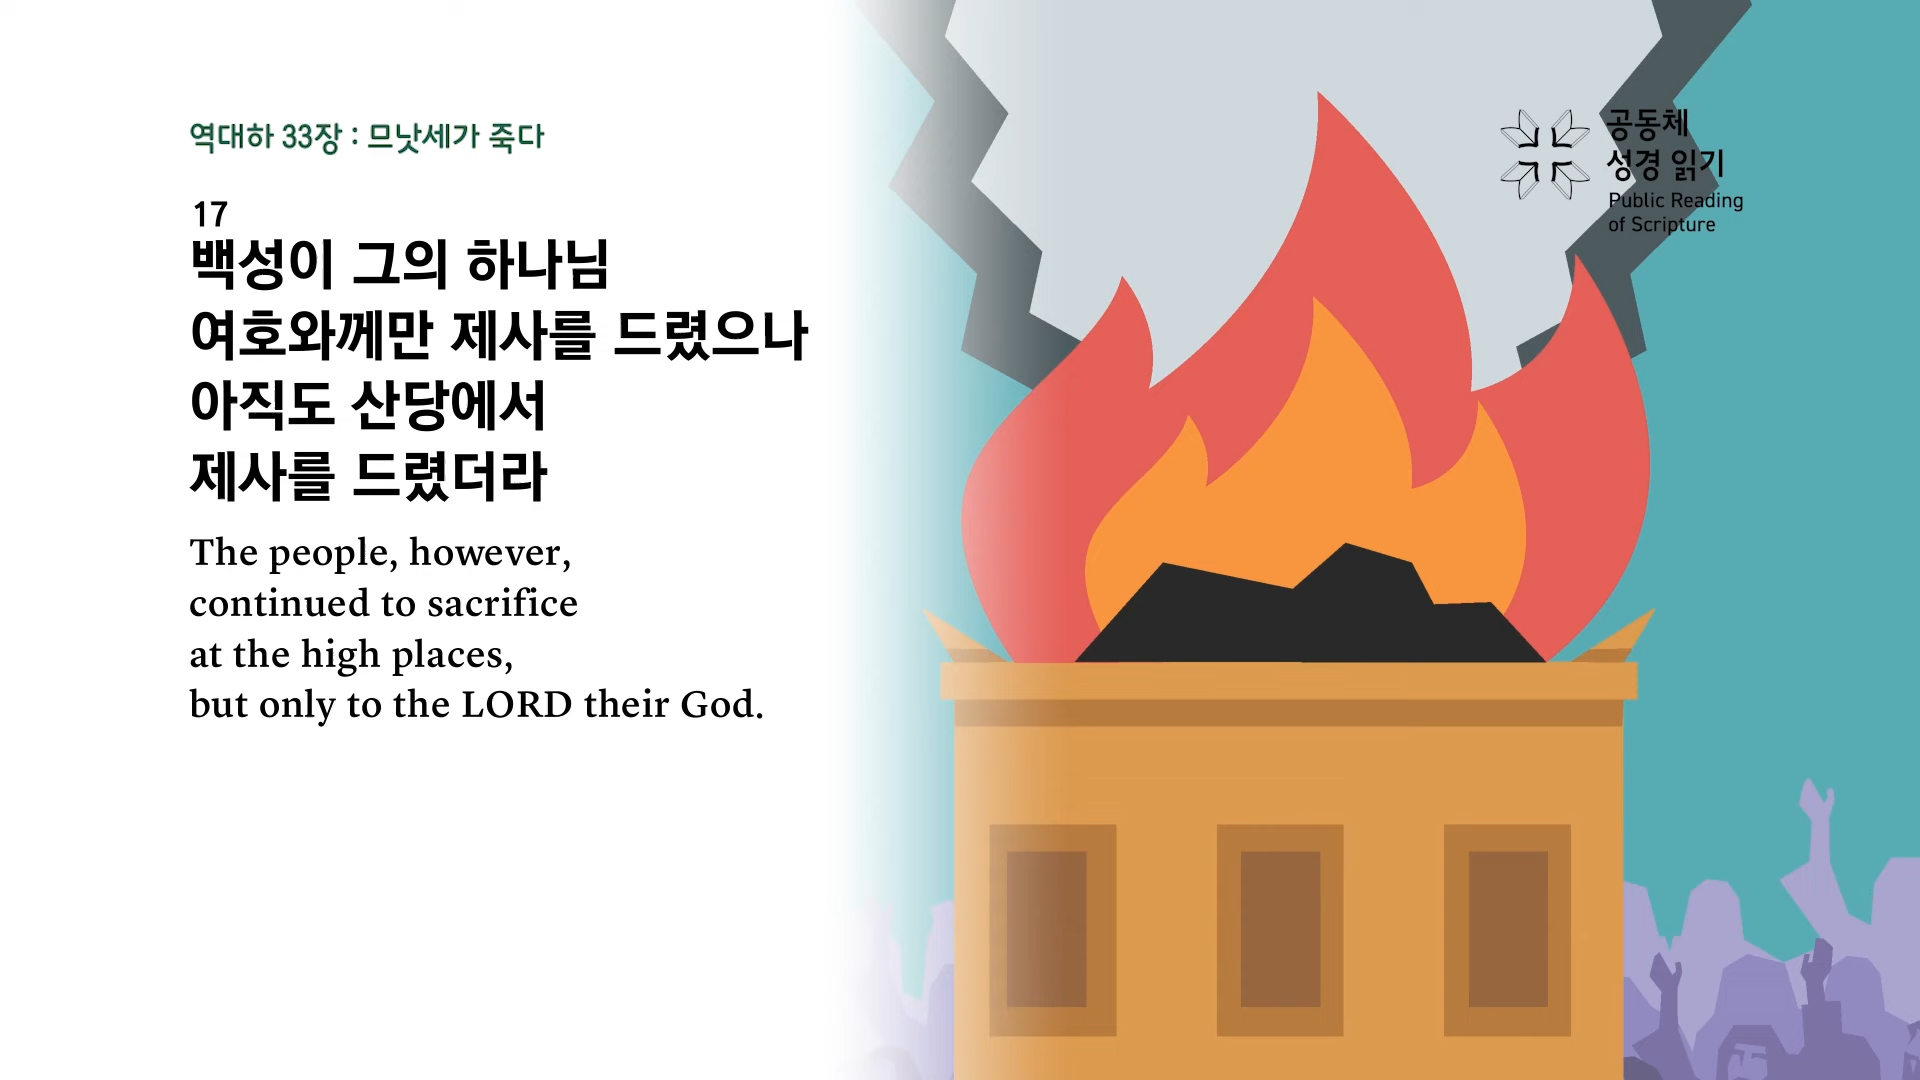 역대하 33장 : 므낫세가 죽다
17
백성이 그의 하나님
여호와께만 제사를 드렸으나
아직도 산당에서
제사를 드렸더라
The people, however,
continued to sacrifice
at the high places,
but only to the LORD their God.
공동체
성경 읽기
Public Reading
of Scripture